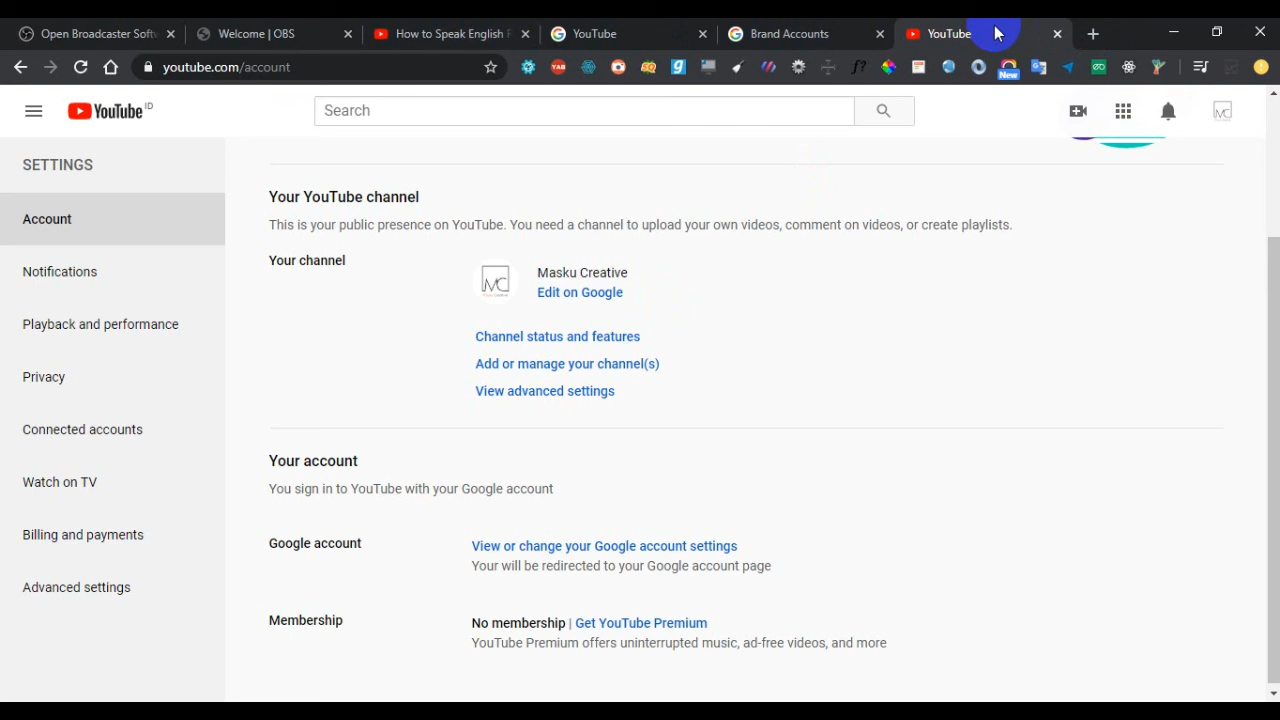 Open Broadcaster Softw
Welcome | OBS
How to Speak English F
YouTube
Brand Accounts
YouTube
youtube.com/account
YAB
SQ
g
f?
New
YouTube ID
Search
MC
SETTINGS
Account
Notifications
Playback and performance
Privacy
Connected accounts
Watch on TV
Billing and payments
Advanced settings
Your YouTube channel
This is your public presence on YouTube. You need a channel to upload your own videos, comment on videos, or create playlists.
Your channel
MC
Masku Creative
Edit on Google
Channel status and features
Add or manage your channel(s)
View advanced settings
Your account
You sign in to YouTube with your Google account
Google account
View or change your Google account settings
Your will be redirected to your Google account page
Membership
No membership | Get YouTube Premium
YouTube Premium offers uninterrupted music, ad-free videos, and more